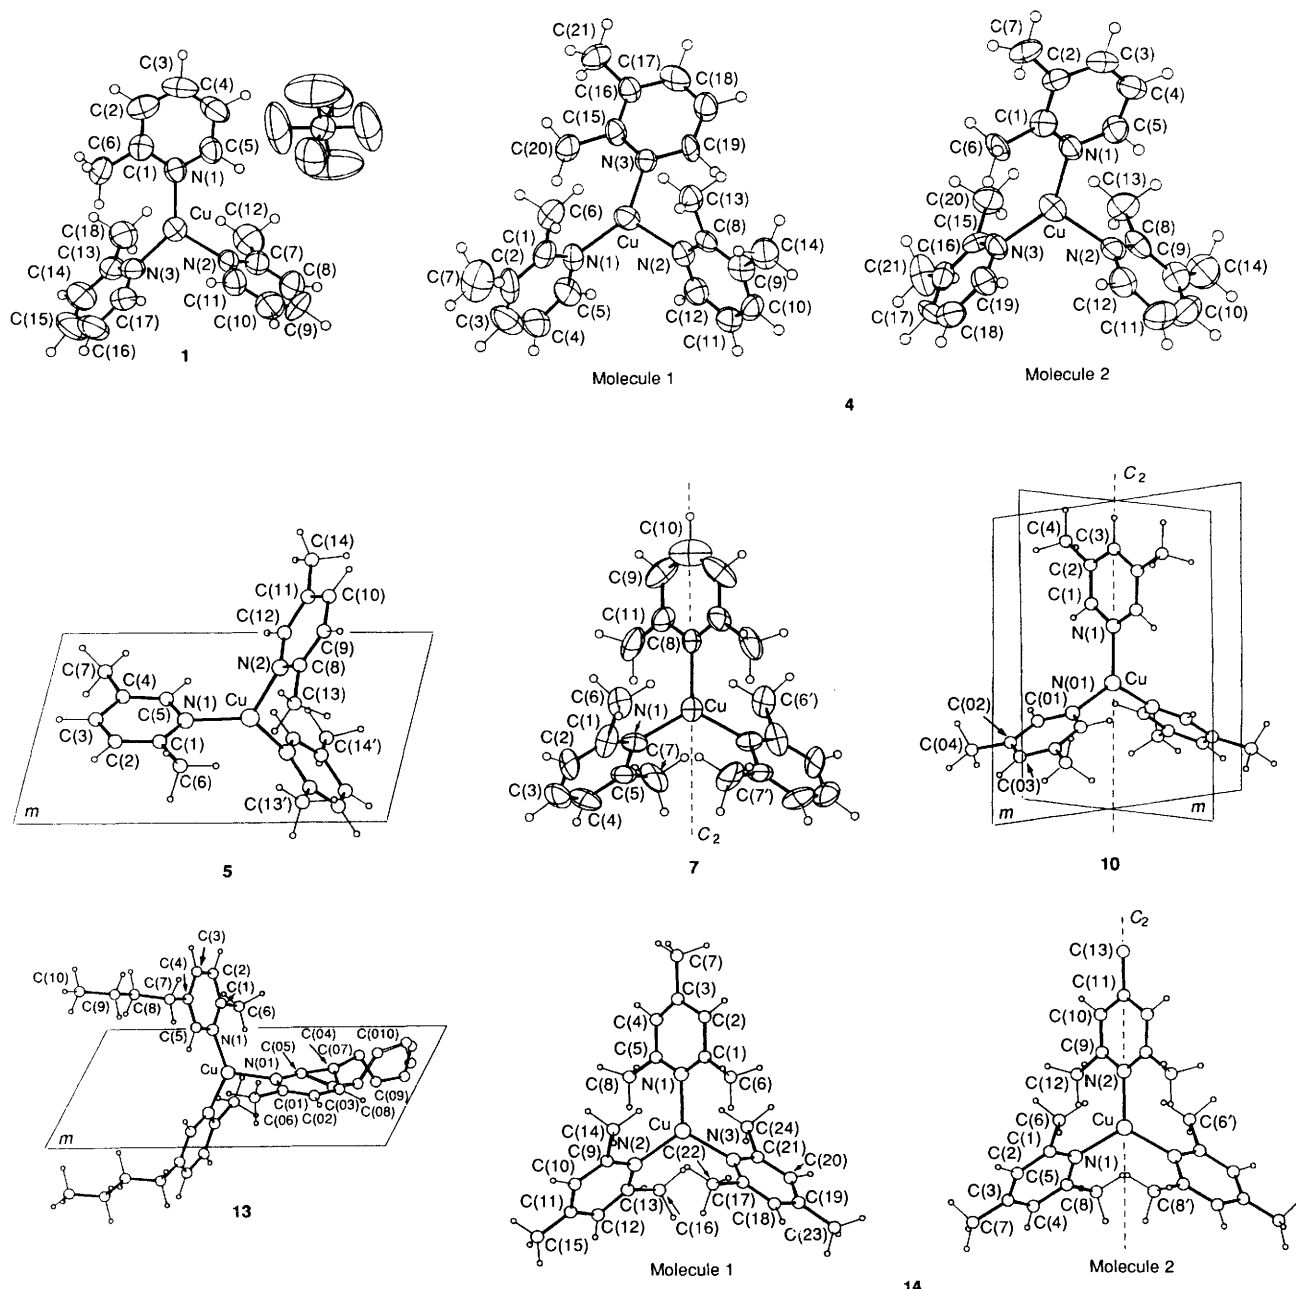 C(3)
C(4)
C(2)
C(6)
C(5)
C(1)
N(1)
Cu
C(12)
C(18)
C(13)
C(7)
C(14)
N(3)
N(2)
C(8)
C(11)
C(15)
C(17)
C(10)
C(9)
C(16)
1
C(21)
C(17)
C(18)
C(16)
C(15)
C(20)
N(3)
C(19)
C(13)
C(6)
C(8)
C(1)
Cu
C(14)
C(2)
N(1)
N(2)
C(7)
C(9)
C(5)
C(12)
C(10)
C(3)
C(4)
C(11)
Molecule 1
C(7)
C(2)
C(3)
C(4)
C(1)
C(5)
C(6)
N(1)
C(13)
C(20)
C(15)
Cu
C(8)
C(16)
N(3)
N(2)
C(9)
C(21)
C(14)
C(19)
C(12)
C(17)
C(18)
C(11)
C(10)
Molecule 2
4
C(14)
C(11)
C(10)
C(12)
C(9)
C(7)
N(2)
C(8)
C(4)
N(1)
Cu
C(13)
C(5)
C(3)
C(1)
C(14′)
C(2)
C(6)
C(13′)
m
5
C(10)
C(9)
C(11)
C(8)
C(6)
C(6′)
N(1)
Cu
C(1)
C(2)
C(7)
C(3)
C(5)
C(7′)
C(4)
C2
7
C2
C(4)
C(3)
C(2)
C(1)
N(1)
N(01)
Cu
C(01)
C(02)
C(04)
C(03)
m
m
10
C(3)
C(4)
C(2)
C(10)
C(7)
C(1)
C(9)
C(8)
C(6)
C(5)
N(1)
C(04)
C(010)
N(01)
C(05)
C(07)
Cu
C(01)
C(03)
C(09)
C(06)
C(02)
C(08)
m
13
C(7)
C(3)
C(4)
C(2)
C(5)
C(1)
C(8)
N(1)
C(6)
Cu
C(14)
C(24)
N(2)
N(3)
C(9)
C(21)
C(10)
C(22)
C(20)
C(11)
C(13)
C(17)
C(19)
C(12)
C(16)
C(18)
C(15)
C(23)
Molecule 1
C2
C(13)
C(11)
C(10)
C(9)
C(12)
N(2)
Cu
C(6)
C(6′)
C(1)
C(2)
N(1)
C(5)
C(3)
C(8)
C(8′)
C(7)
C(4)
Molecule 2
14